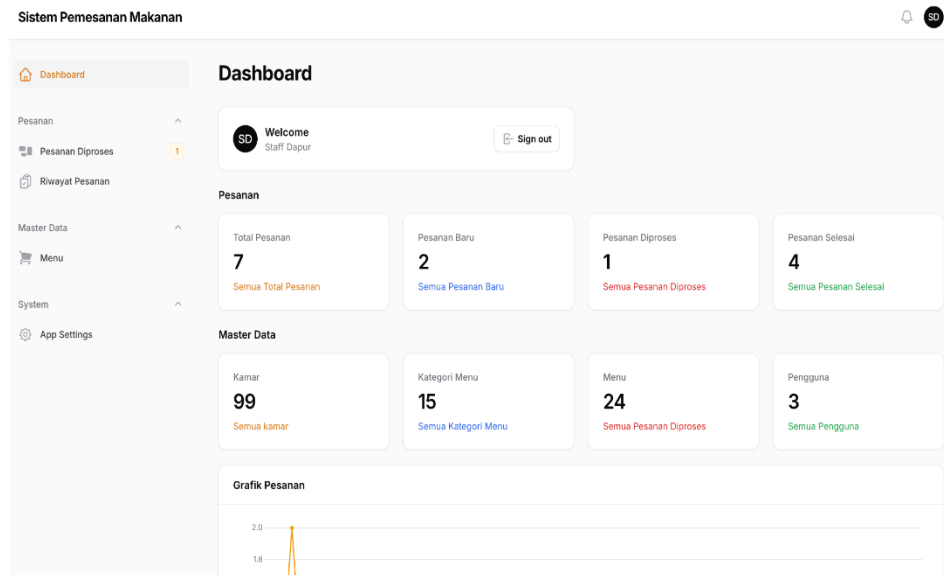 Sistem Pemesanan Makanan
SD
Dashboard
Pesanan
Pesanan Diproses
1
Riwayat Pesanan
Master Data
Menu
System
App Settings
Dashboard
SD
Welcome
Staff Dapur
Sign out
Pesanan
Total Pesanan
7
Semua Total Pesanan
Pesanan Baru
2
Semua Pesanan Baru
Pesanan Diproses
1
Semua Pesanan Diproses
Pesanan Selesai
4
Semua Pesanan Selesai
Master Data
Kamar
99
Semua kamar
Kategori Menu
15
Semua Kategori Menu
Menu
24
Semua Pesanan Diproses
Pengguna
3
Semua Pengguna
Grafik Pesanan
2.0
1.8